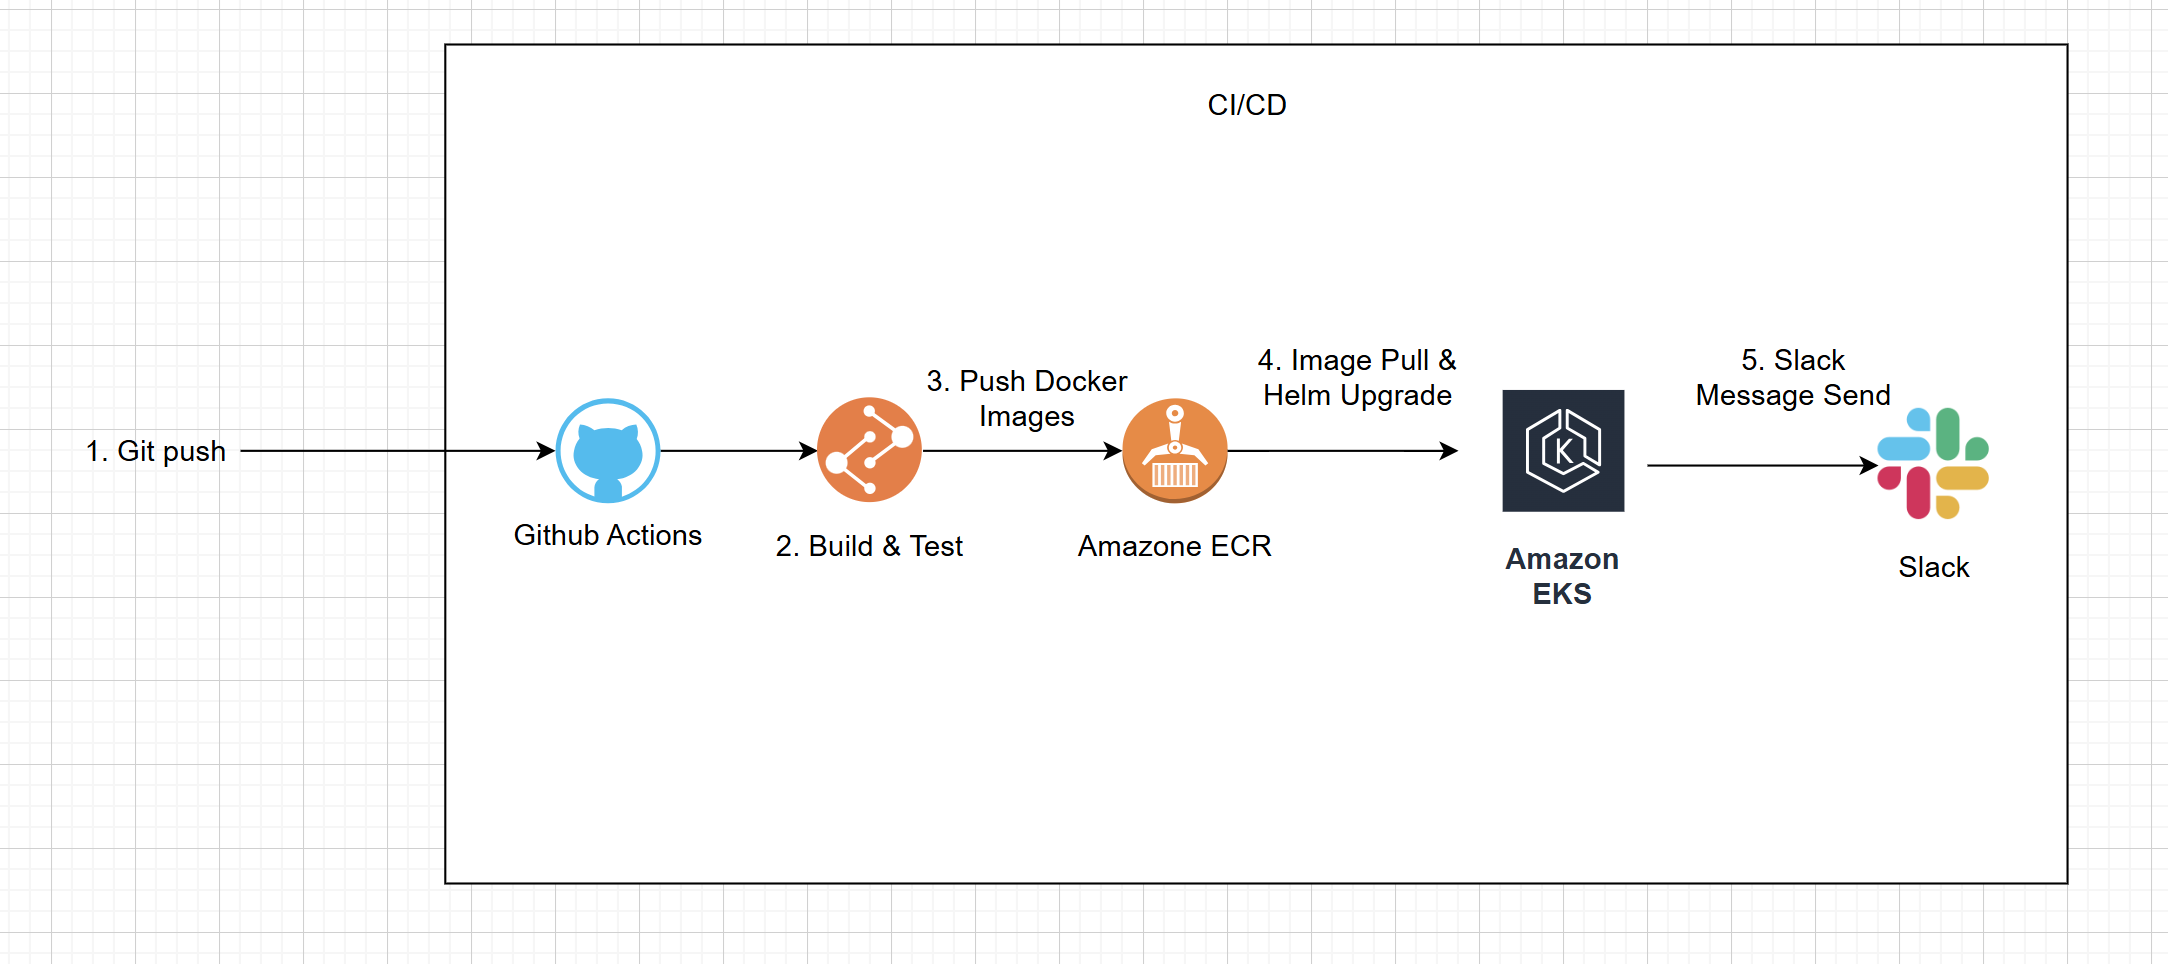 CI/CD
1. Git push
Github Actions
2. Build & Test
3. Push Docker
Images
Amazone ECR
4. Image Pull &
Helm Upgrade
K
Amazon
EKS
5. Slack
Message Send
Slack